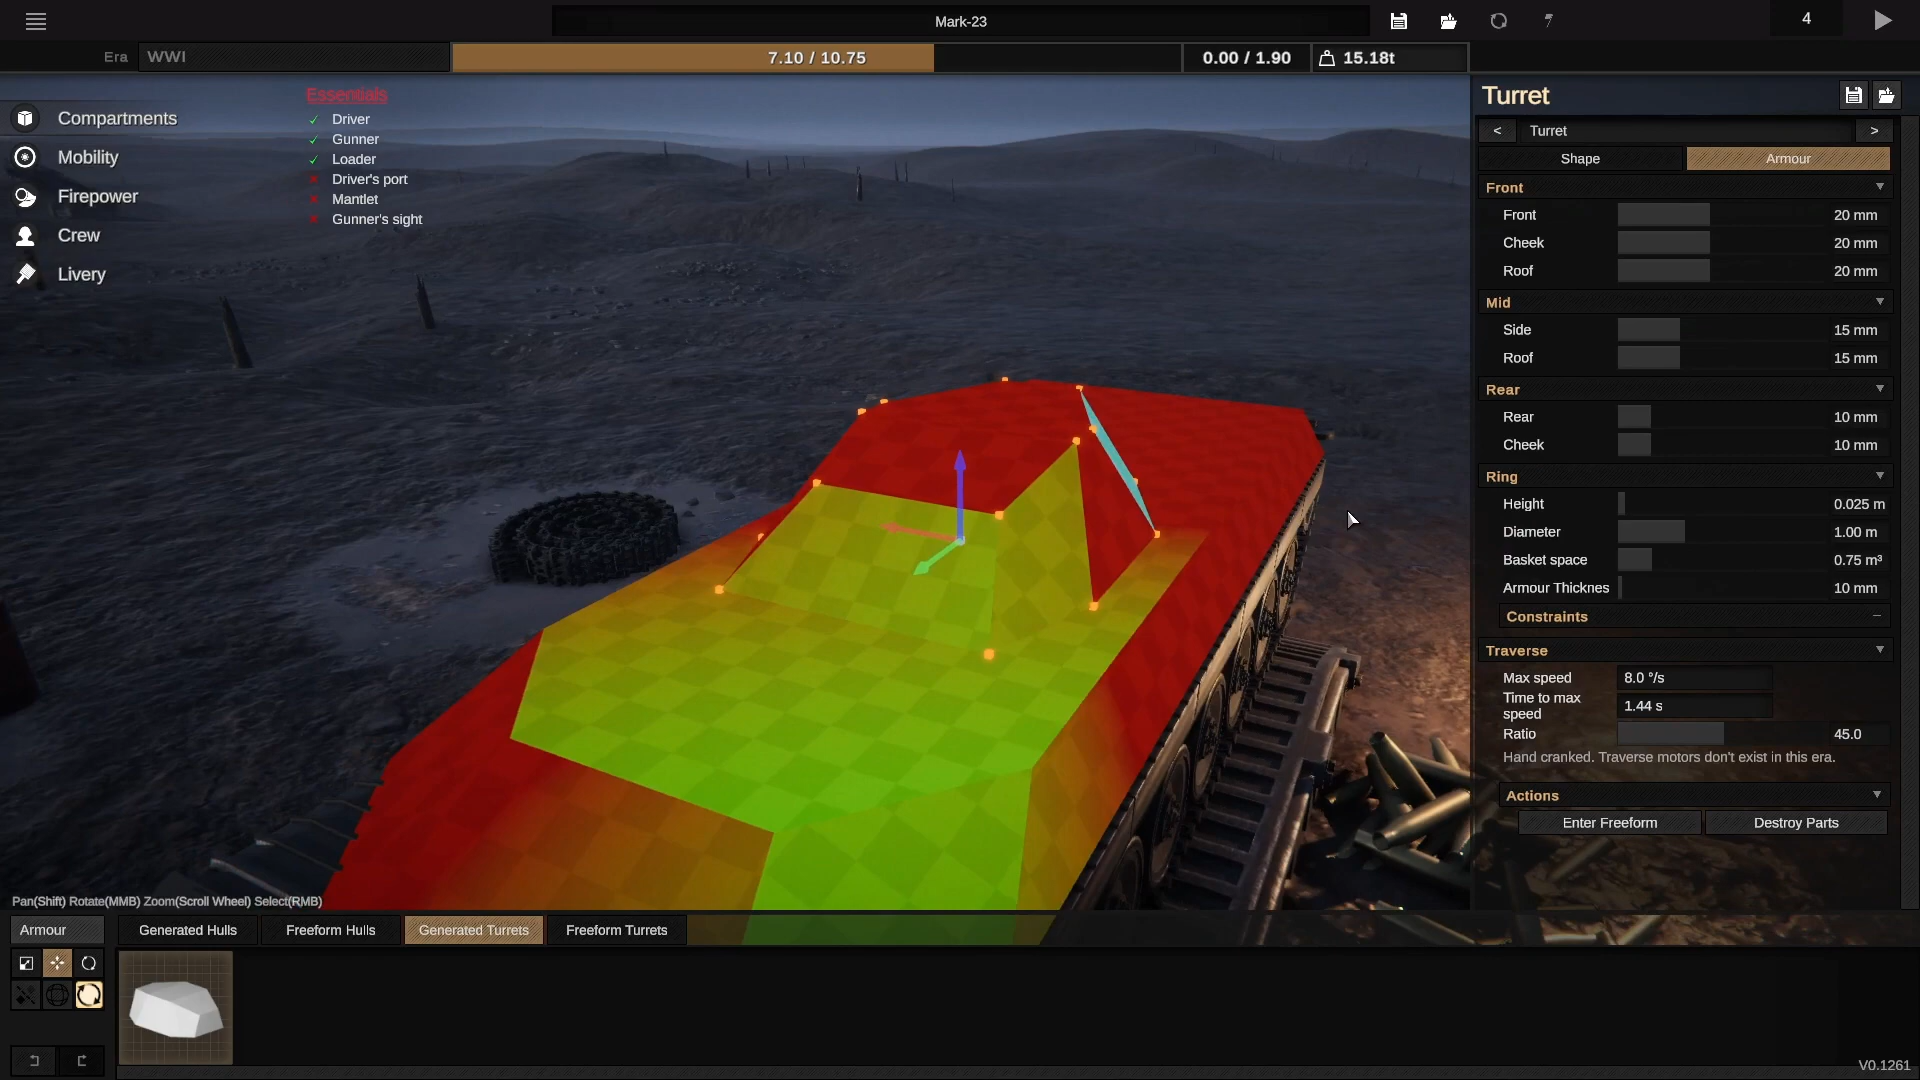 Mark-23
4
Era
WWI
7.10 / 10.75
0.00 / 1.90
15.18t
Compartments
Mobility
Firepower
Crew
Livery
Essentials
Driver
Gunner
Loader
Driver's port
Mantlet
Gunner's sight
Turret
< Turret >
Shape
Armour
Front
Front 20 mm
Cheek 20 mm
Roof 20 mm
Mid
Side 15 mm
Roof 15 mm
Rear
Rear 10 mm
Cheek 10 mm
Ring
Height 0.025 m
Diameter 1.00 m
Basket space 0.75 m³
Armour Thicknes 10 mm
Constraints
Traverse
Max speed 8.0 °/s
Time to max
speed 1.44 s
Ratio 45.0
Hand cranked. Traverse motors don't exist in this era.
Actions
Enter Freeform
Destroy Parts
Pan(Shift) Rotate(MMB) Zoom(Scroll Wheel) Select(RMB)
Armour
Generated Hulls
Freeform Hulls
Generated Turrets
Freeform Turrets
V0.1261